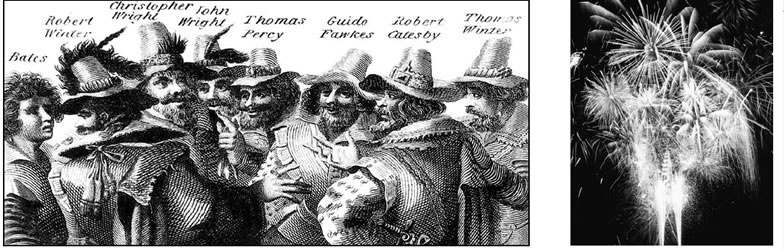 Bates
Robert
Winter
Christopher
Wright
John
Wright
Thomas
Percy
Guido
Fawkes
Robert
Catesby
Thomas
Winter